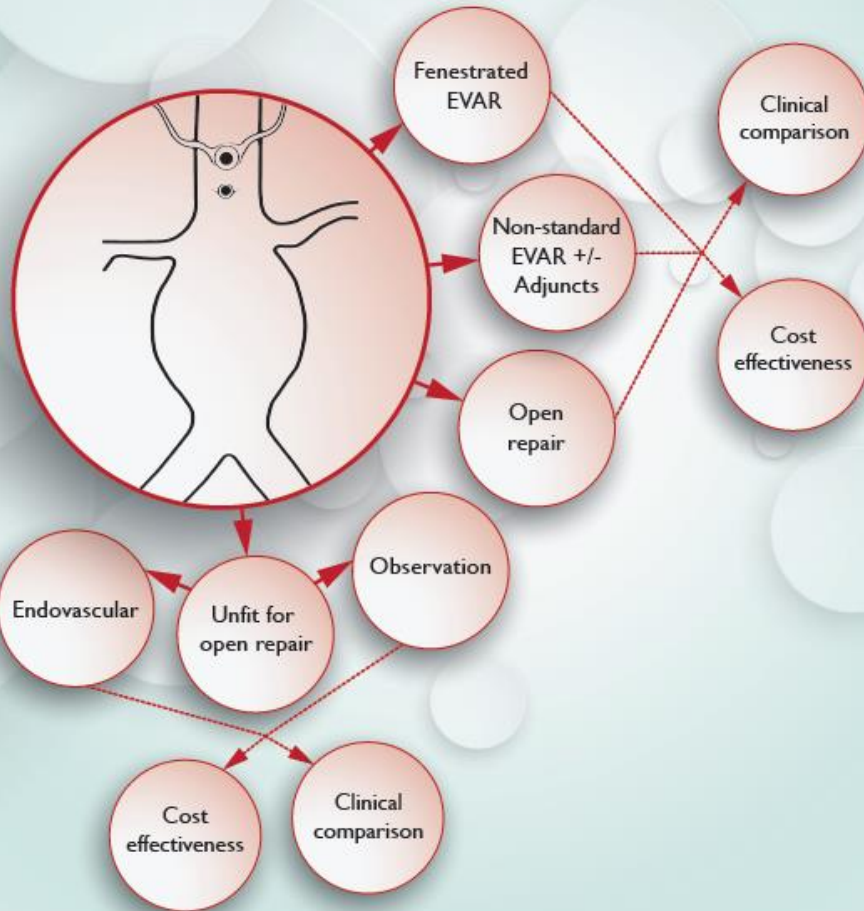 Fenestrated
EVAR
Clinical
comparison
Non-standard
EVAR +/-
Adjuncts
Cost
effectiveness
Open
repair
Observation
Endovascular
Unfit for
open repair
Cost
effectiveness
Clinical
comparison